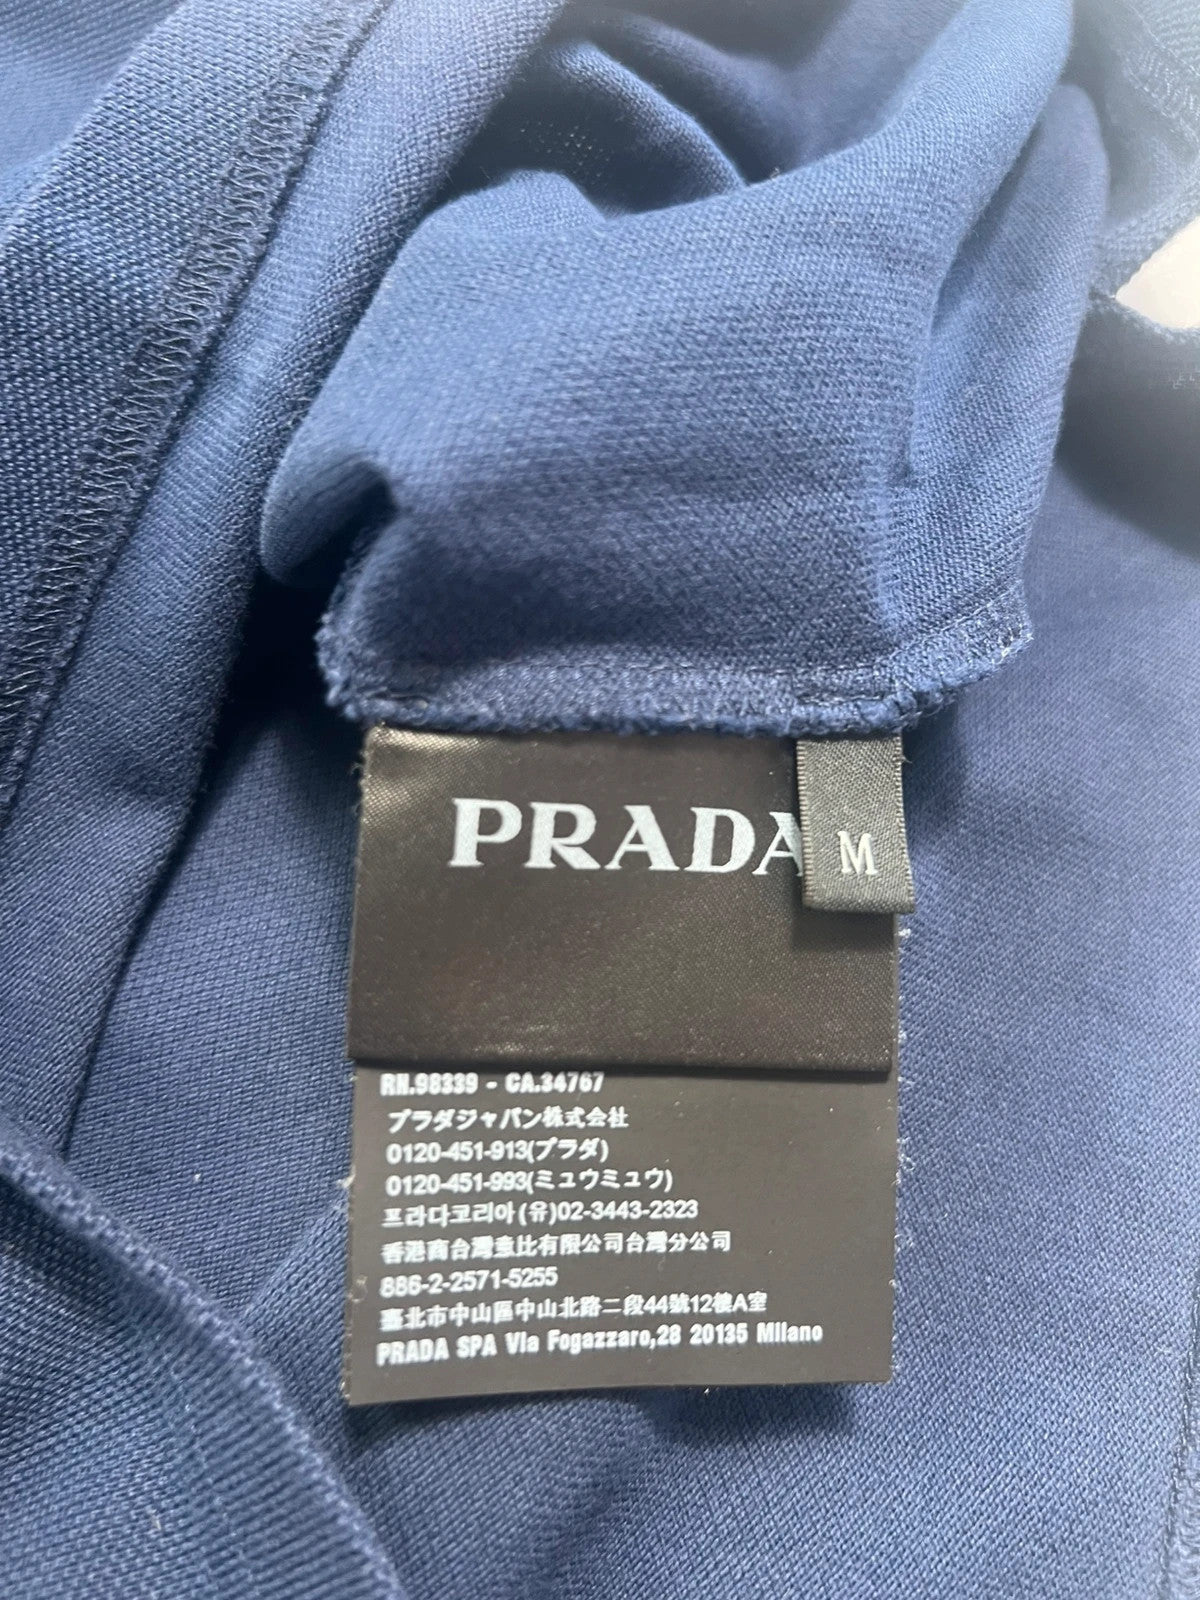 PRADA
M
RN.98339 - CA.34767
プラダジャパン株式会社
0120-451-913(プラダ)
0120-451-993(ミュウミュウ)
프라다코리아(유)02-3443-2323
香港商台灣惠比有限公司台灣分公司
886-2-2571-5255
臺北市中山區中山北路二段44號12樓A室
PRADA SPA Via Fogazzaro,28 20135 Milano